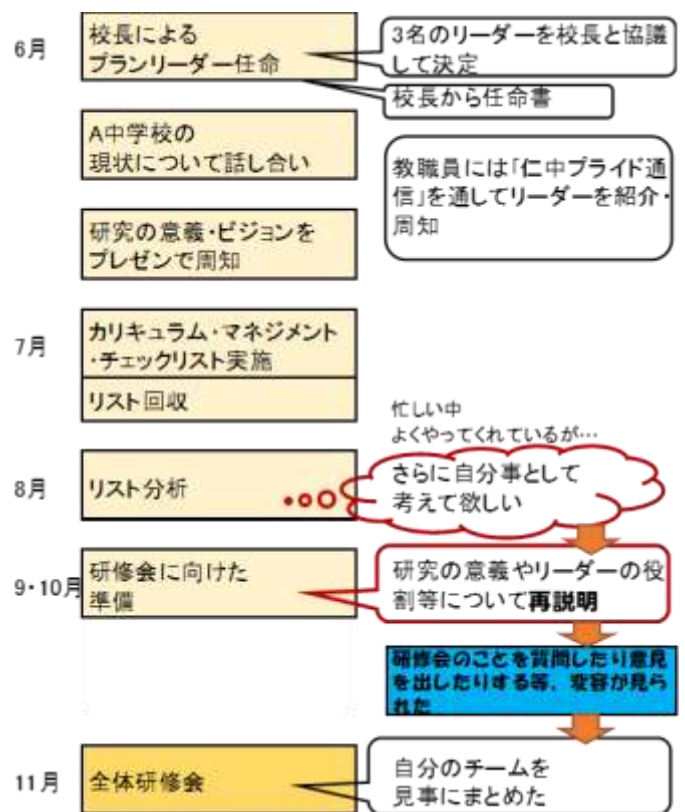 6月
校長による
プランリーダー任命
3名のリーダーを校長と協議
して決定
校長から任命書
A中学校の
現状について話し合い
教職員には「仁中プライド通
信」を通してリーダーを紹介・
周知
研究の意義・ビジョンを
プレゼンで周知
7月
カリキュラム・マネジメント
・チェックリスト実施
リスト回収
忙しい中
よくやってくれているが…
8月
リスト分析
さらに自分事として
考えて欲しい
9・10月
研修会に向けた
準備
研究の意義やリーダーの役
割等について再説明
研修会のことを質問したり意見
を出したりする等、変容が見ら
れた
11月
全体研修会
自分のチームを
見事にまとめた